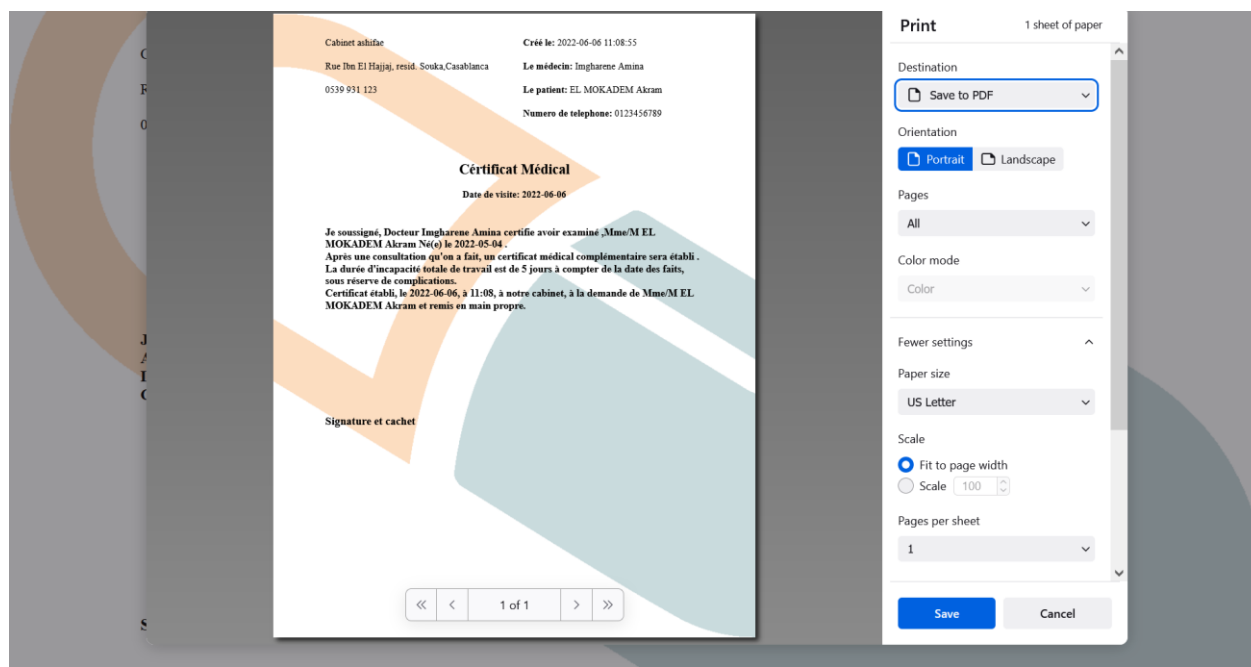 Cabinet ashifae
Créé le: 2022-06-06 11:08:55
Rue Ibn El Hajjaj, resid. Souka,Casablanca
Le médecin: Imgharene Amina
0539 931 123
Le patient: EL MOKADEM Akram
Numero de telephone: 0123456789
Cértificat Médical
Date de visite: 2022-06-06
Je soussigné, Docteur Imgharene Amina certifie avoir examiné ,Mme/M EL
MOKADEM Akram Né(e) le 2022-05-04 .
Après une consultation qu'on a fait, un certificat médical complémentaire sera établi .
La durée d'incapacité totale de travail est de 5 jours à compter de la date des faits,
sous réserve de complications.
Certificat établi, le 2022-06-06, à 11:08, à notre cabinet, à la demande de Mme/M EL
MOKADEM Akram et remis en main propre.
Signature et cachet
1 of 1
Print
1 sheet of paper
Destination
Save to PDF
Orientation
Portrait
Landscape
Pages
All
Color mode
Color
Fewer settings
Paper size
US Letter
Scale
Fit to page width
Scale 100
Pages per sheet
1
Save
Cancel